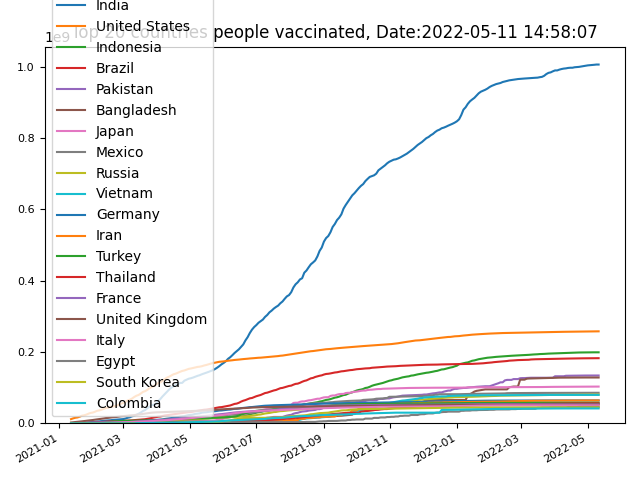 Top 20 countries people vaccinated, Date:2022-05-11 14:58:07
1e9
India
United States
Indonesia
Brazil
Pakistan
Bangladesh
Japan
Mexico
Russia
Vietnam
Germany
Iran
Turkey
Thailand
France
United Kingdom
Italy
Egypt
South Korea
Colombia
1.0
0.8
0.6
0.4
0.2
0.0
2021-01
2021-03
2021-05
2021-07
2021-09
2021-11
2022-01
2022-03
2022-05